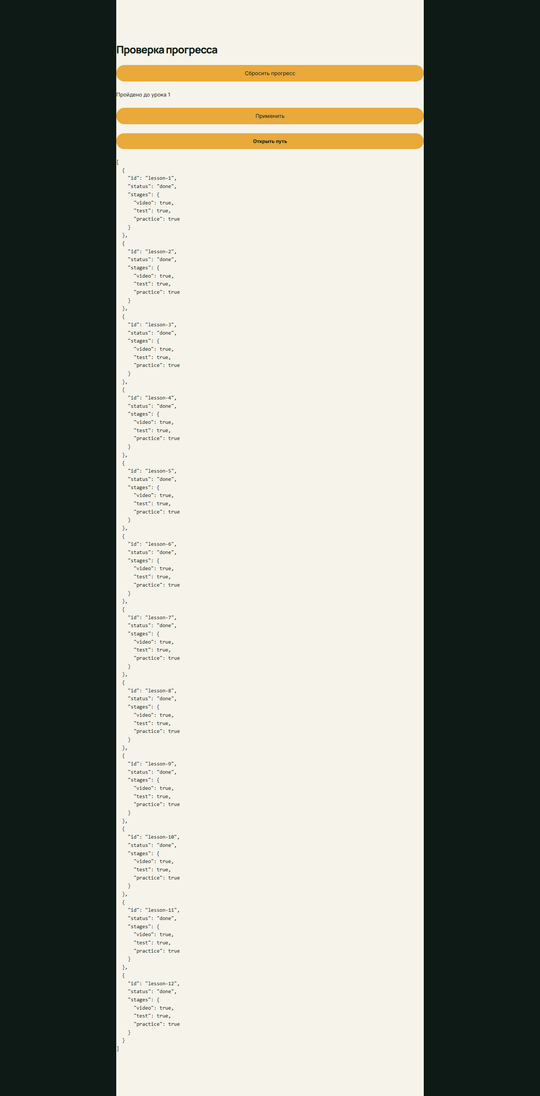 Проверка прогресса
Сбросить прогресс
Пройдено до урока 1
Применить
Открыть путь
[
  {
    "id": "lesson-1",
    "status": "done",
    "stages": {
      "video": true,
      "test": true,
      "practice": true
    }
  },
  {
    "id": "lesson-2",
    "status": "done",
    "stages": {
      "video": true,
      "test": true,
      "practice": true
    }
  },
  {
    "id": "lesson-3",
    "status": "done",
    "stages": {
      "video": true,
      "test": true,
      "practice": true
    }
  },
  {
    "id": "lesson-4",
    "status": "done",
    "stages": {
      "video": true,
      "test": true,
      "practice": true
    }
  },
  {
    "id": "lesson-5",
    "status": "done",
    "stages": {
      "video": true,
      "test": true,
      "practice": true
    }
  },
  {
    "id": "lesson-6",
    "status": "done",
    "stages": {
      "video": true,
      "test": true,
      "practice": true
    }
  },
  {
    "id": "lesson-7",
    "status": "done",
    "stages": {
      "video": true,
      "test": true,
      "practice": true
    }
  },
  {
    "id": "lesson-8",
    "status": "done",
    "stages": {
      "video": true,
      "test": true,
      "practice": true
    }
  },
  {
    "id": "lesson-9",
    "status": "done",
    "stages": {
      "video": true,
      "test": true,
      "practice": true
    }
  },
  {
    "id": "lesson-10",
    "status": "done",
    "stages": {
      "video": true,
      "test": true,
      "practice": true
    }
  },
  {
    "id": "lesson-11",
    "status": "done",
    "stages": {
      "video": true,
      "test": true,
      "practice": true
    }
  },
  {
    "id": "lesson-12",
    "status": "done",
    "stages": {
      "video": true,
      "test": true,
      "practice": true
    }
  }
]